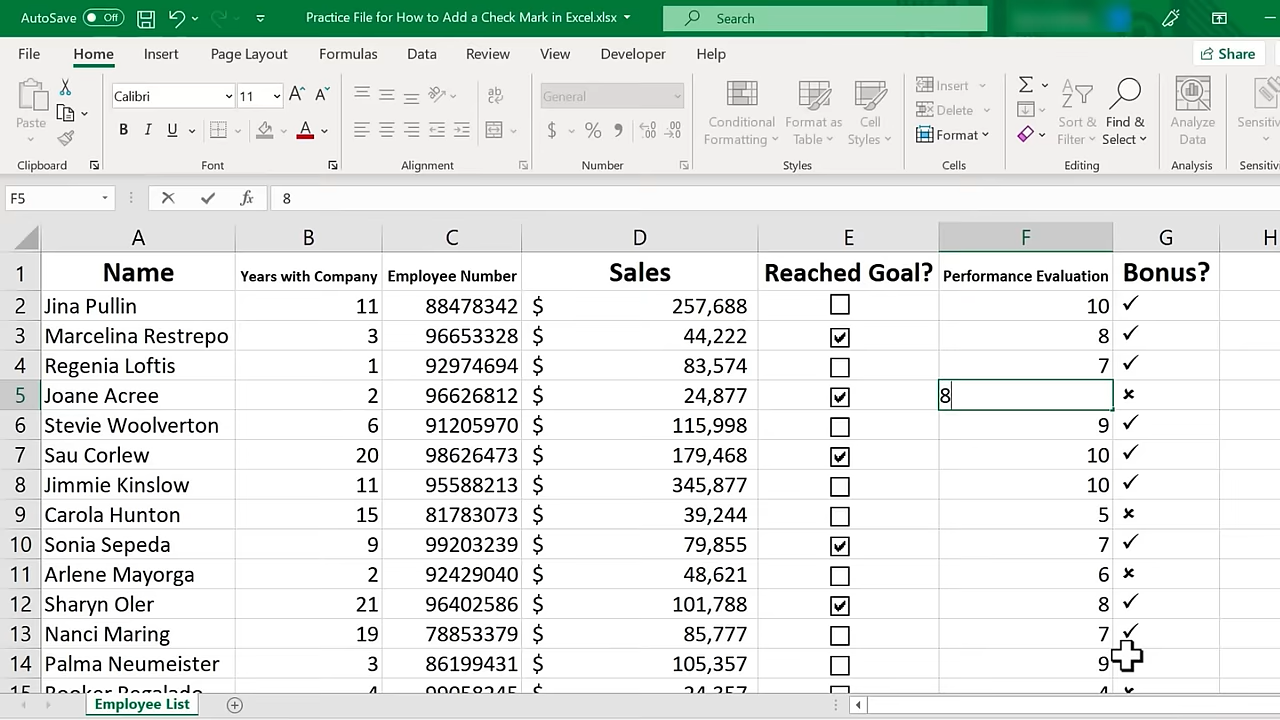 AutoSave Off Practice File for How to Add a Check Mark in Excel.xlsx Search
File Home Insert Page Layout Formulas Data Review View Developer Help Share
Paste Calibri 11 A A ab General Conditional Formatting Format as Table Cell Styles Insert Delete Format Sort & Filter Find & Select Analyze Data Sensitiv
B I U A $ % 9
Clipboard Font Alignment Number Styles Cells Editing Analysis Sensitiv
F5 fx 8
A B C D E F G H
1 Name Years with Company Employee Number Sales Reached Goal? Performance Evaluation Bonus?
2 Jina Pullin 11 88478342 $ 257,688 ☐ 10 ✓
3 Marcelina Restrepo 3 96653328 $ 44,222 ☑ 8 ✓
4 Regenia Loftis 1 92974694 $ 83,574 ☐ 7 ✓
5 Joane Acree 2 96626812 $ 24,877 ☑ 8 ×
6 Stevie Woolverton 6 91205970 $ 115,998 ☐ 9 ✓
7 Sau Corlew 20 98626473 $ 179,468 ☑ 10 ✓
8 Jimmie Kinslow 11 95588213 $ 345,877 ☐ 10 ✓
9 Carola Hunton 15 81783073 $ 39,244 ☐ 5 ×
10 Sonia Sepeda 9 99203239 $ 79,855 ☑ 7 ✓
11 Arlene Mayorga 2 92429040 $ 48,621 ☐ 6 ×
12 Sharyn Oler 21 96402586 $ 101,788 ☑ 8 ✓
13 Nanci Maring 19 78853379 $ 85,777 ☐ 7 ✓
14 Palma Neumeister 3 86199431 $ 105,357 ☐ 9
Employee List